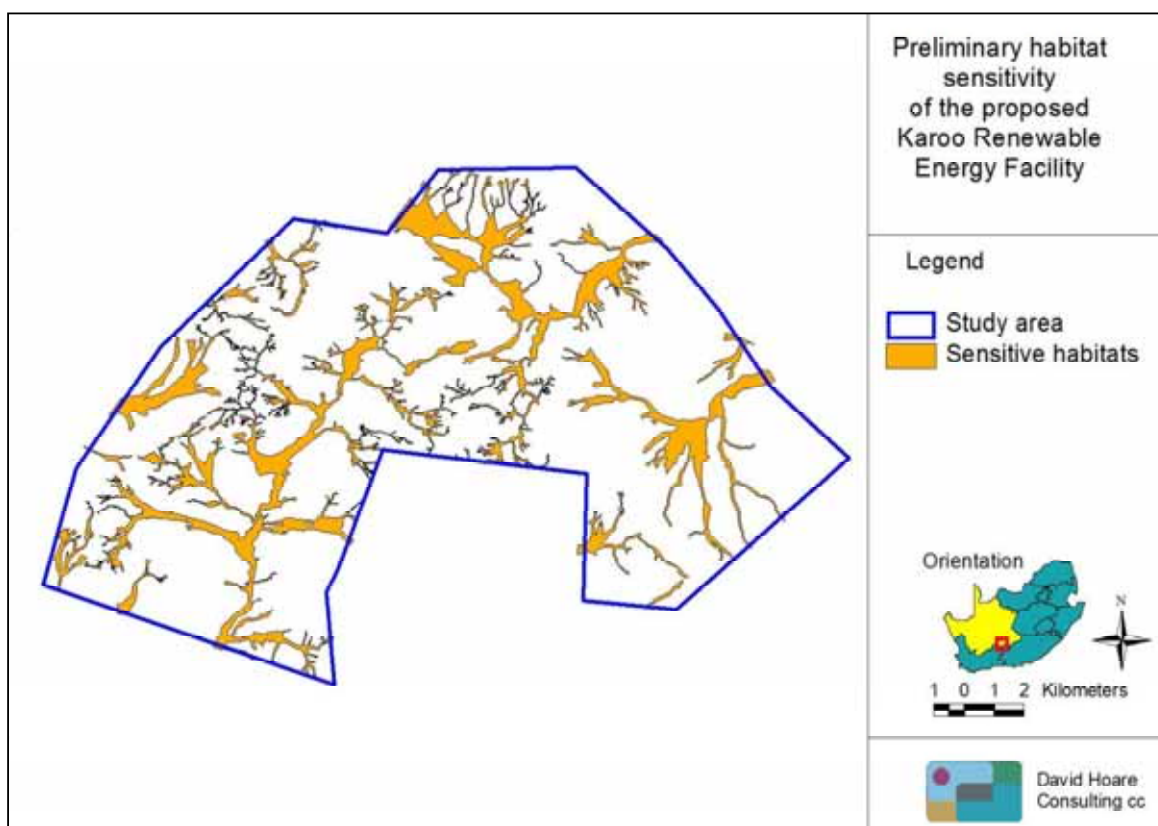 Preliminary habitat
sensitivity
of the proposed
Karoo Renewable
Energy Facility
Legend
Study area
Sensitive habitats
Orientation
N
1 0 1 2 Kilometers
David Hoare
Consulting cc